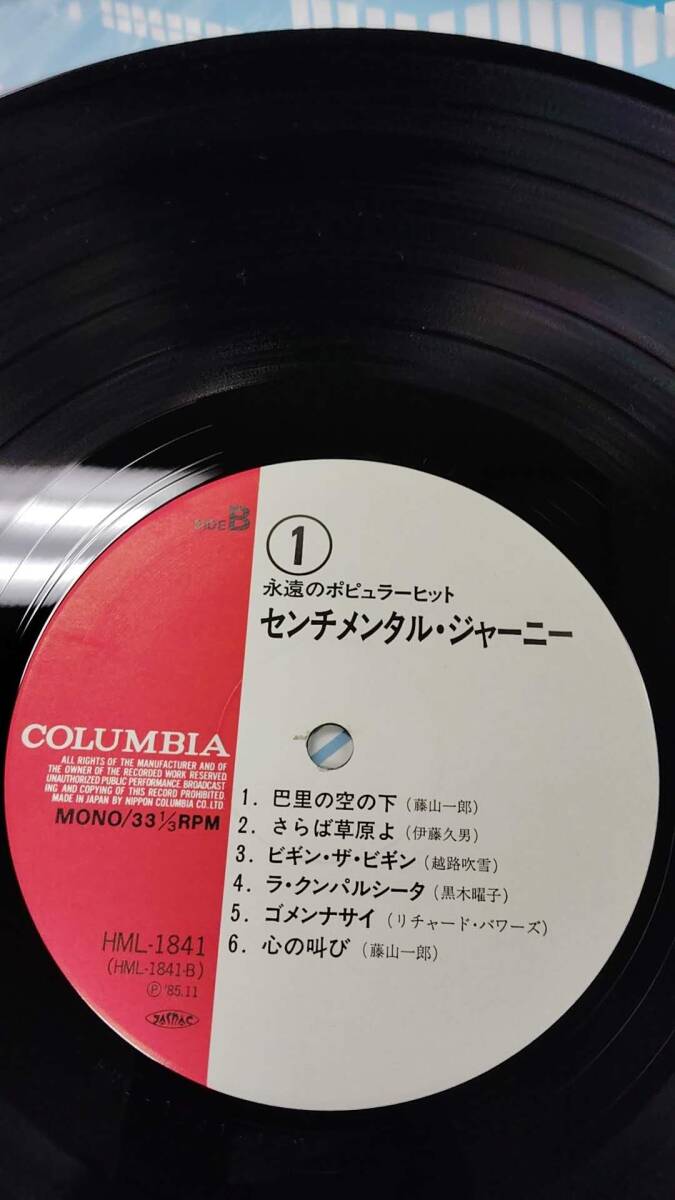 SIDE B
1
永遠のポピュラーヒット
センチメンタル・ジャーニー
COLUMBIA
ALL RIGHTS OF THE MANUFACTURER AND OF
THE OWNER OF THE RECORDED WORK RESERVED.
UNAUTHORIZED PUBLIC PERFORMANCE. BROADCAST
ING AND COPYING OF THIS RECORD PROHIBITED.
MADE IN JAPAN BY NIPPON COLUMBIA CO.LTD.
MONO/33 1/3 RPM
HML-1841
(HML-1841-B)
Ⓟ '85.11
JASRAC
1. 巴里の空の下 (藤山一郎)
2. さらば草原よ (伊藤久男)
3. ビギン・ザ・ビギン (越路吹雪)
4. ラ・クンパルシータ (黒木曜子)
5. ゴメンナサイ (リチャード・パワーズ)
6. 心の叫び (藤山一郎)